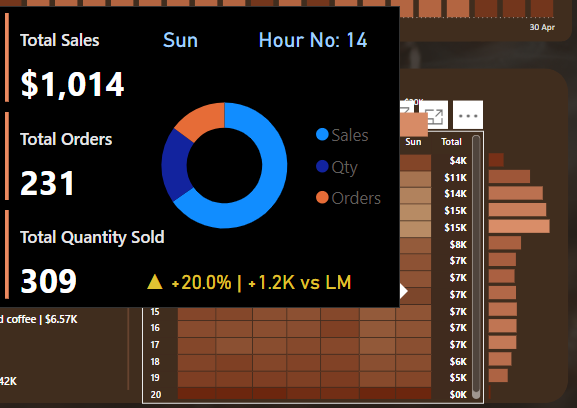 30 Apr
Total Sales
Sun
Hour No: 14
$1,014
Total Orders
231
Sales
Qty
Orders
Total Quantity Sold
309
▲ +20.0% | +1.2K vs LM
Sun
Total
$4K
$11K
$14K
$15K
$15K
$8K
$7K
$7K
$7K
d coffee | $6.57K
15
$7K
16
$7K
17
$7K
18
$6K
42K
19
$5K
20
$0K